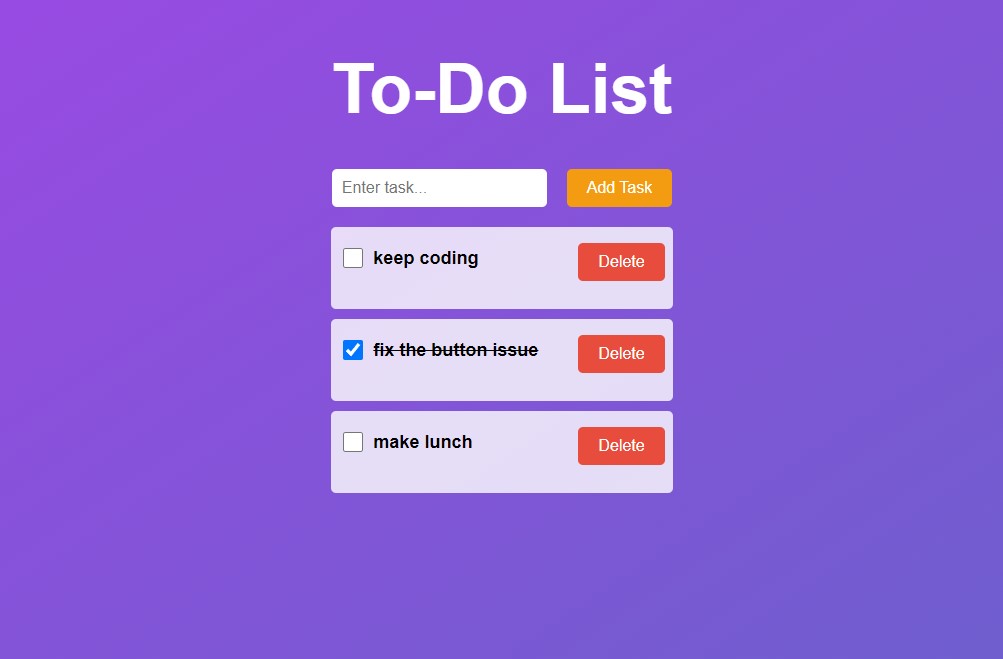 To-Do List
Enter task... Add Task
keep coding Delete
fix the button issue Delete
make lunch Delete